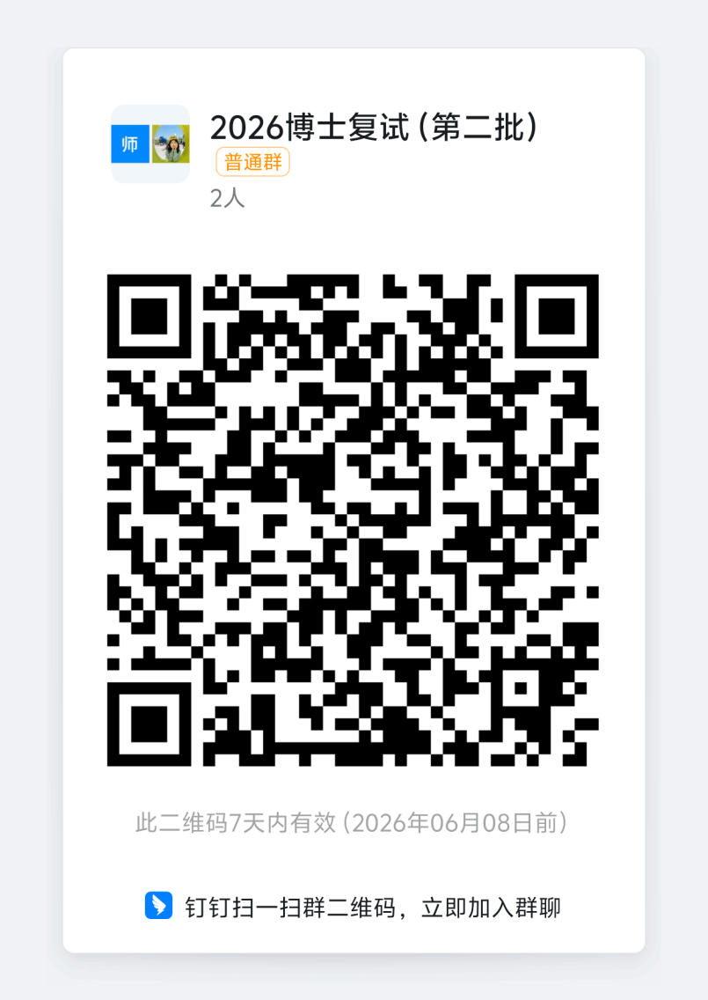 师
2026博士复试（第二批）
普通群
2人
此二维码7天内有效（2026年06月08日前）
钉钉扫一扫群二维码，立即加入群聊